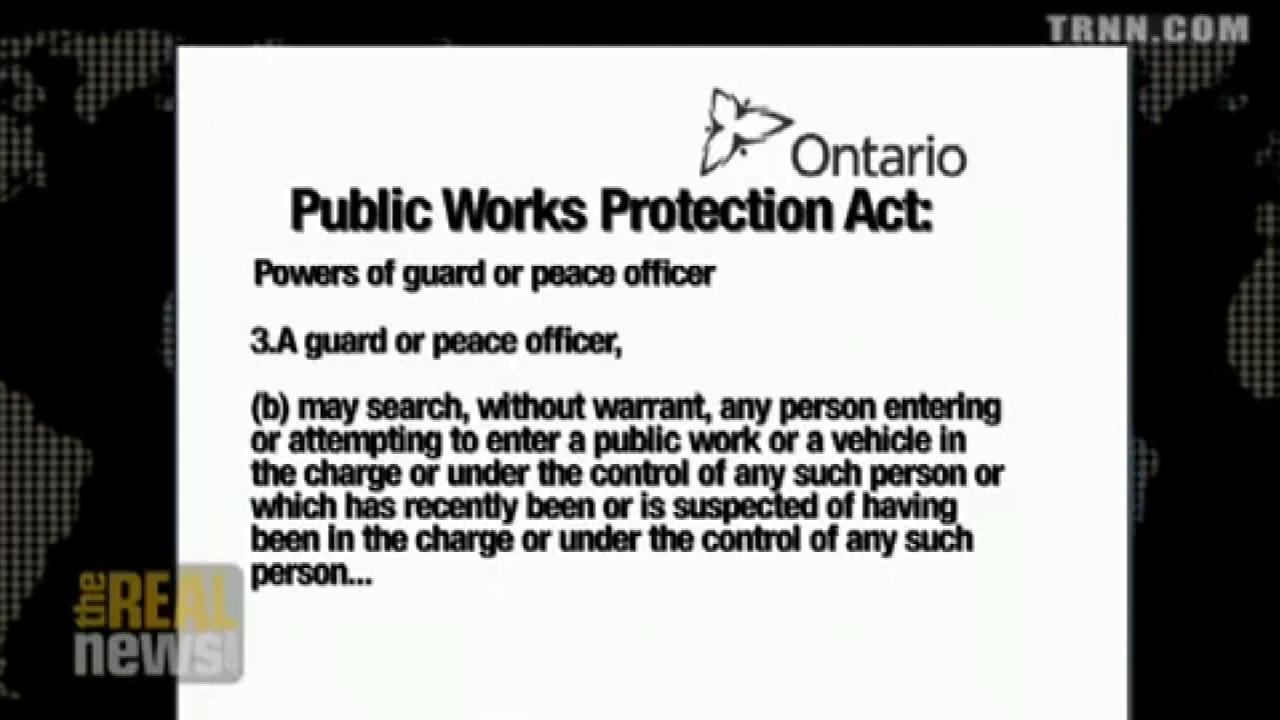 TRNN.COM
Ontario
Public Works Protection Act:
Powers of guard or peace officer
3.A guard or peace officer,
(b) may search, without warrant, any person entering
or attempting to enter a public work or a vehicle in
the charge or under the control of any such person or
which has recently been or is suspected of having
been in the charge or under the control of any such
person...
the REAL
news